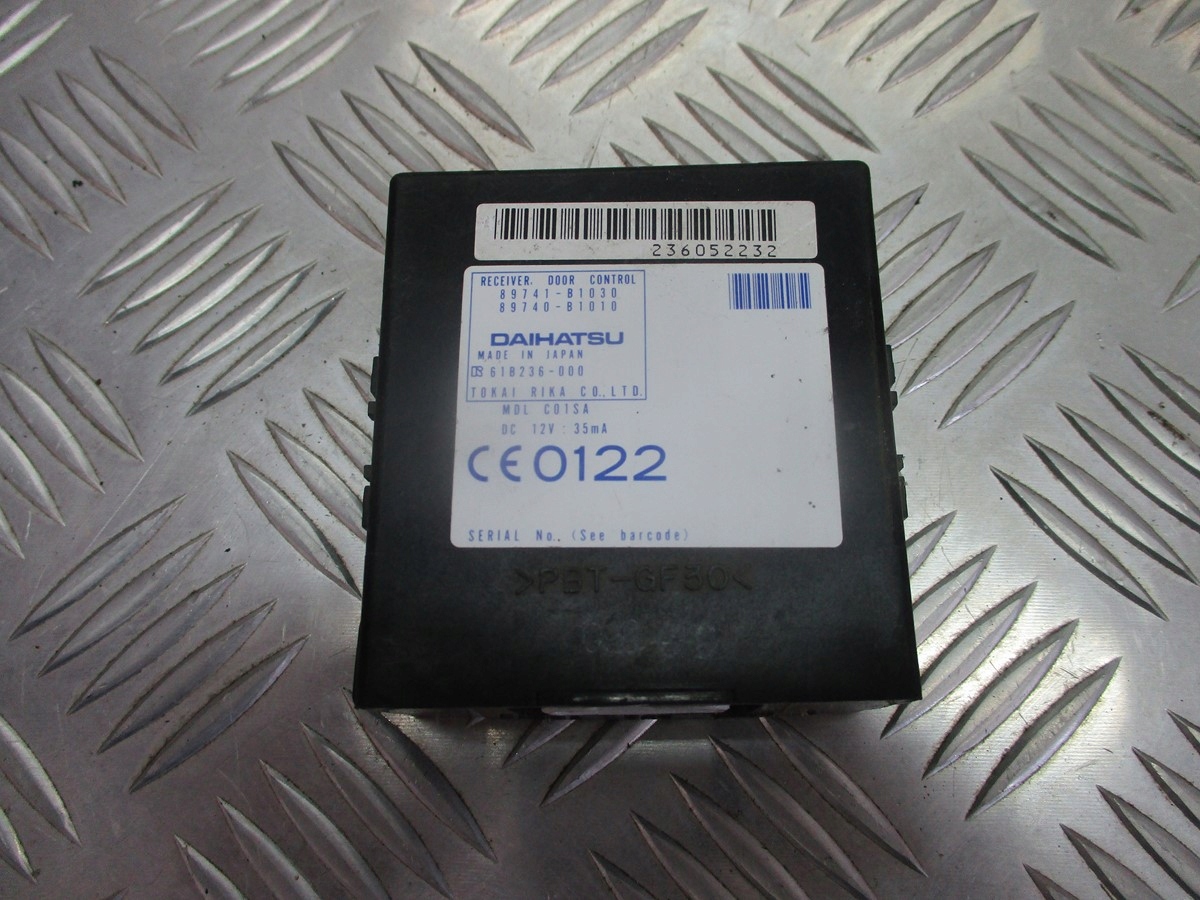 236052232
RECEIVER, DOOR CONTROL
89741-B1030
89740-B1010
DAIHATSU
MADE IN JAPAN
61B236-000
TOKAI RIKA CO., LTD.
MDL C01SA
DC 12V : 35mA
CE0122
SERIAL No. (See barcode)
>PBT-GF30<